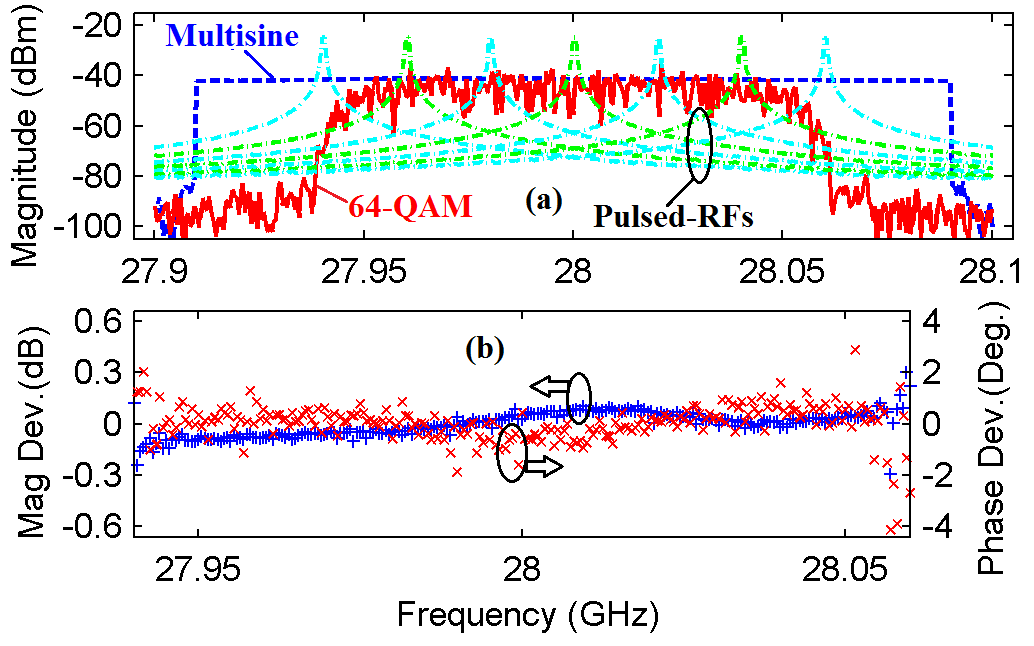 Magnitude (dBm)
-20
-40
-60
-80
-100
Multisine
64-QAM
(a)
Pulsed-RFs
27.9
27.95
28
28.05
28.1
Mag Dev.(dB)
0.6
0.3
0
-0.3
-0.6
(b)
4
2
0
-2
-4
Phase Dev.(Deg.)
27.95
28
28.05
Frequency (GHz)